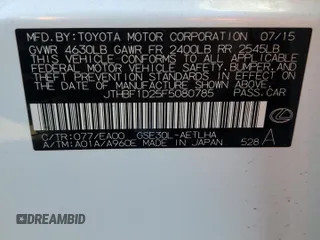 MFD. BY: TOYOTA MOTOR CORPORATION 07/15
GVWR 4630LB GAWR FR 2400LB RR 2545LB
THIS VEHICLE CONFORMS TO ALL APPLICABLE
FEDERAL MOTOR VEHICLE SAFETY, BUMPER, AND
THEFT PREVENTION STANDARDS IN EFFECT ON THE
DATE OF MANUFACTURE SHOWN ABOVE.
JTHBF1D25F5080785 PASS.CAR
C/TR:077/EA00 GSE30L-AETLHA
A/TM:A01A/A960E MADE IN JAPAN 528 A
DREAMBID